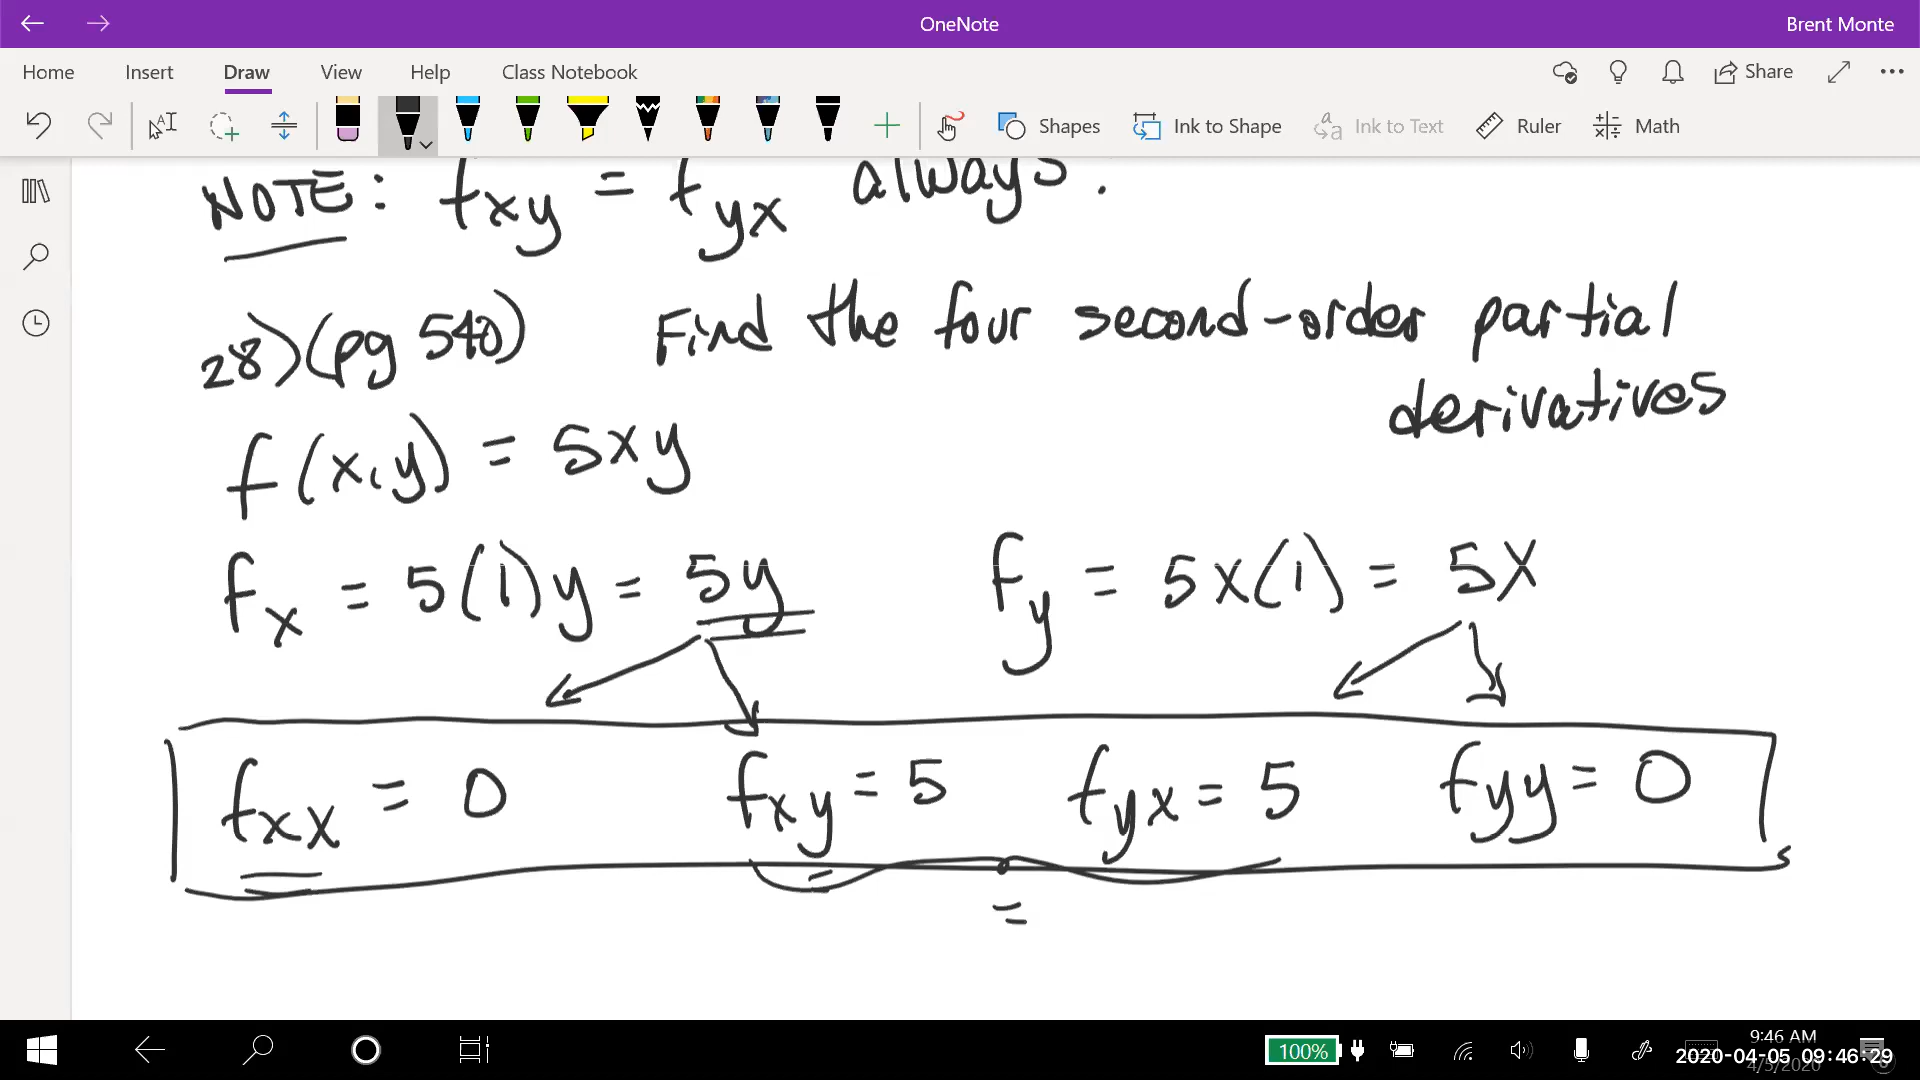 OneNote
Brent Monte
Home Insert Draw View Help Class Notebook
Share
Shapes Ink to Shape Ink to Text Ruler Math
NOTE: fxy = fyx always.
28) (pg 540) Find the four second-order partial
derivatives
f(x,y) = 5xy
fx = 5(1)y = 5y fy = 5x(1) = 5x
fxx = 0 fxy = 5 fyx = 5 fyy = 0
=
100%
9:46 AM
2020-04-05 09:46:29
4/5/2020